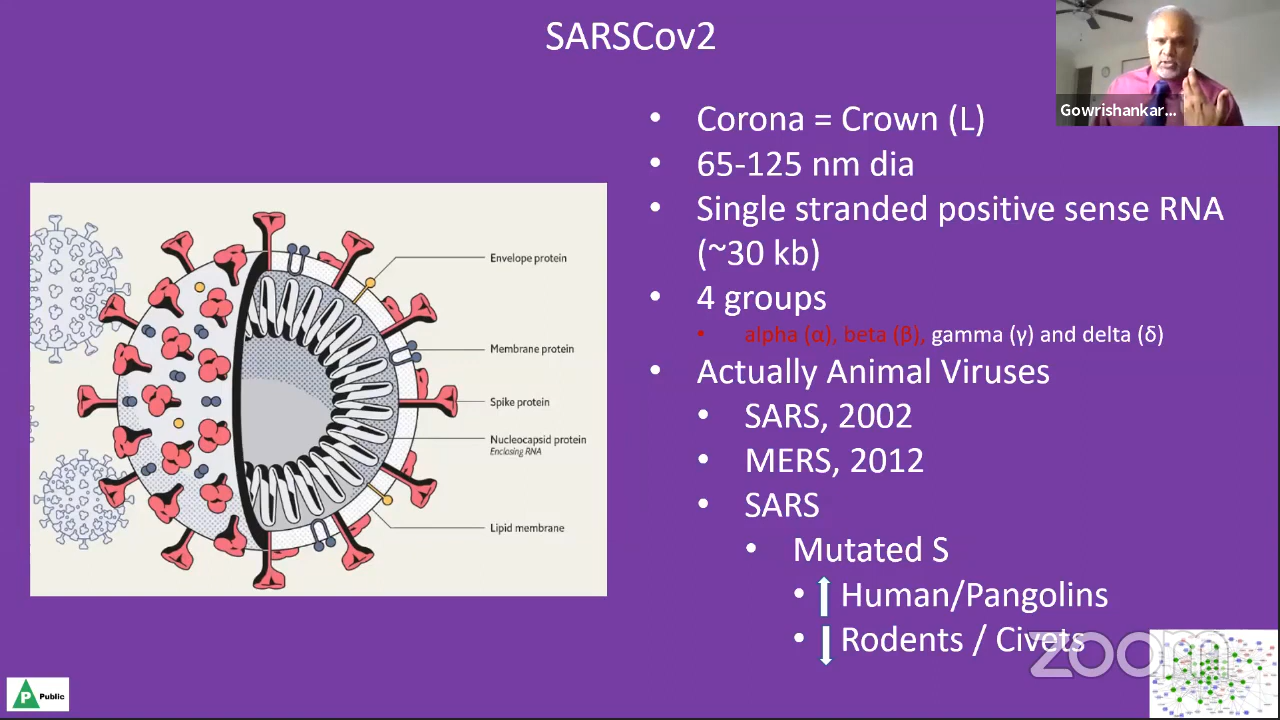 SARSCov2
Gowrishankar...
• Corona = Crown (L)
• 65-125 nm dia
• Single stranded positive sense RNA
(~30 kb)
• 4 groups
• alpha (α), beta (β), gamma (γ) and delta (δ)
• Actually Animal Viruses
• SARS, 2002
• MERS, 2012
• SARS
• Mutated S
• Human/Pangolins
• Rodents / Civets
Envelope protein
Membrane protein
Spike protein
Nucleocapsid protein
Enclosing RNA
Lipid membrane
P Public
zoom